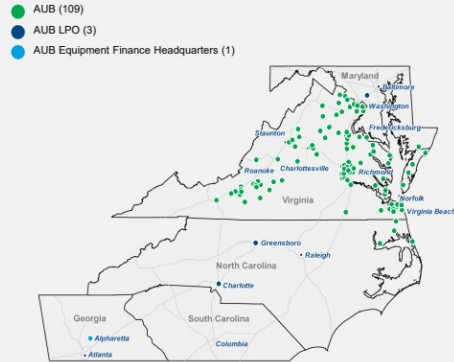 AUB (109)
AUB LPO (3)
AUB Equipment Finance Headquarters (1)
Maryland
Baltimore
Washington
Fredericksburg
Staunton
Roanoke
Charlottesville
Richmond
Virginia
Norfolk
Virginia Beach
Greensboro
Raleigh
North Carolina
Charlotte
Georgia
South Carolina
Alpharetta
Columbia
Atlanta